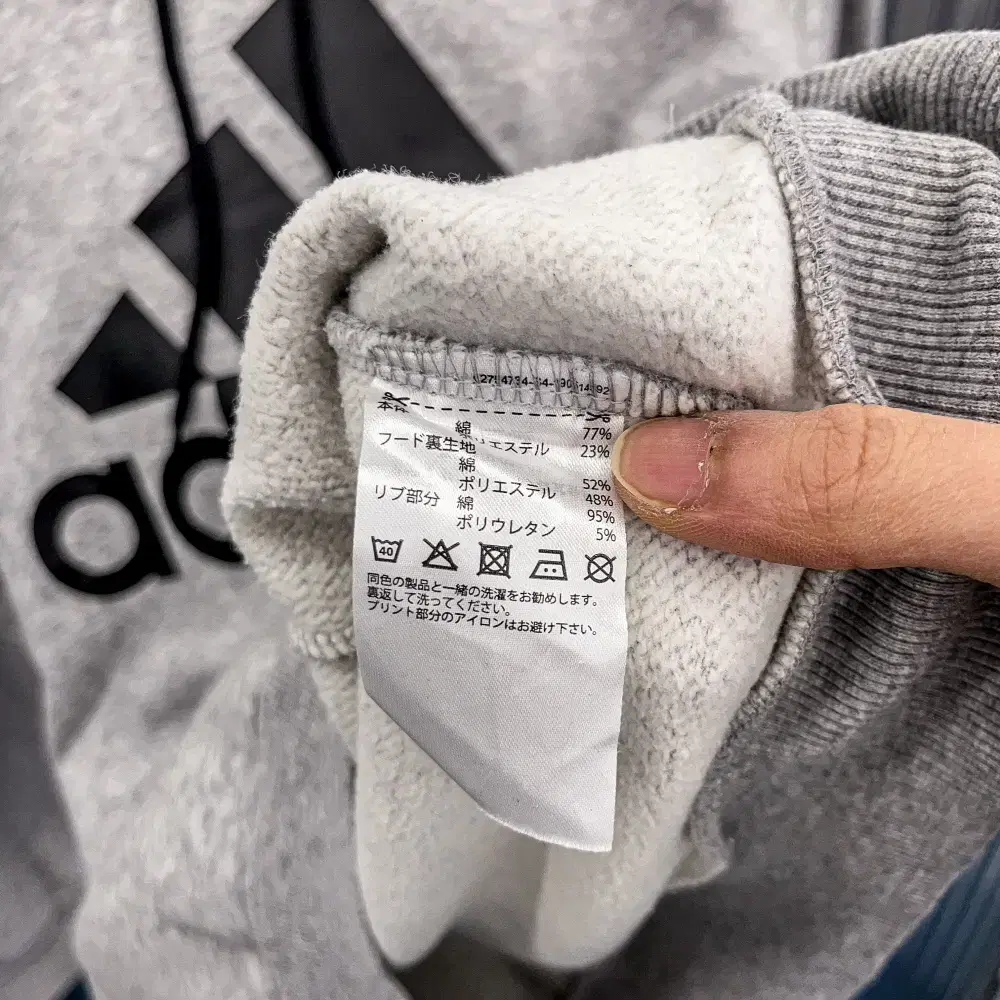 綿 77%
エステル 23%
フード裏生地
綿 52%
ポリエステル 48%
リブ部分 綿 95%
ポリウレタン 5%
40
同色の製品と一緒の洗濯をお勧めします。
裏返して洗ってください。
プリント部分のアイロンはお避け下さい。